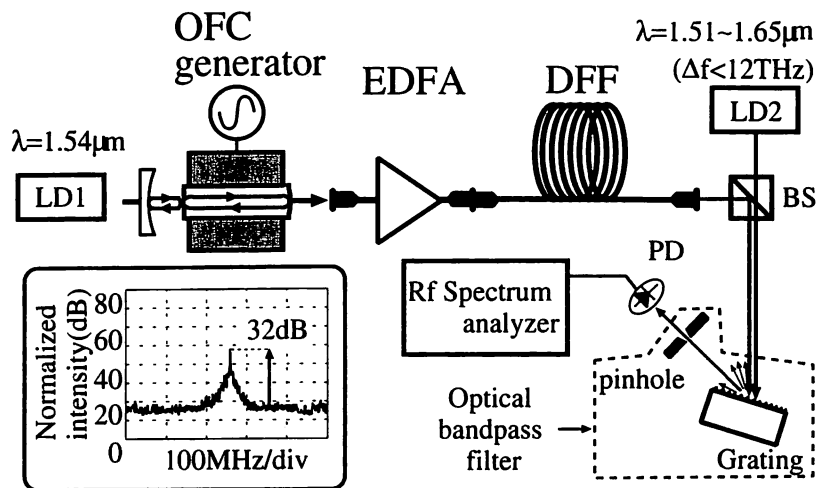 OFC
generator
EDFA
DFF
λ=1.51~1.65µm
(Δf<12THz)
LD2
λ=1.54µm
LD1
BS
PD
Rf Spectrum
analyzer
pinhole
Optical
bandpass
filter
Grating
Normalized
intensity(dB)
80
60
40
20
0
32dB
100MHz/div